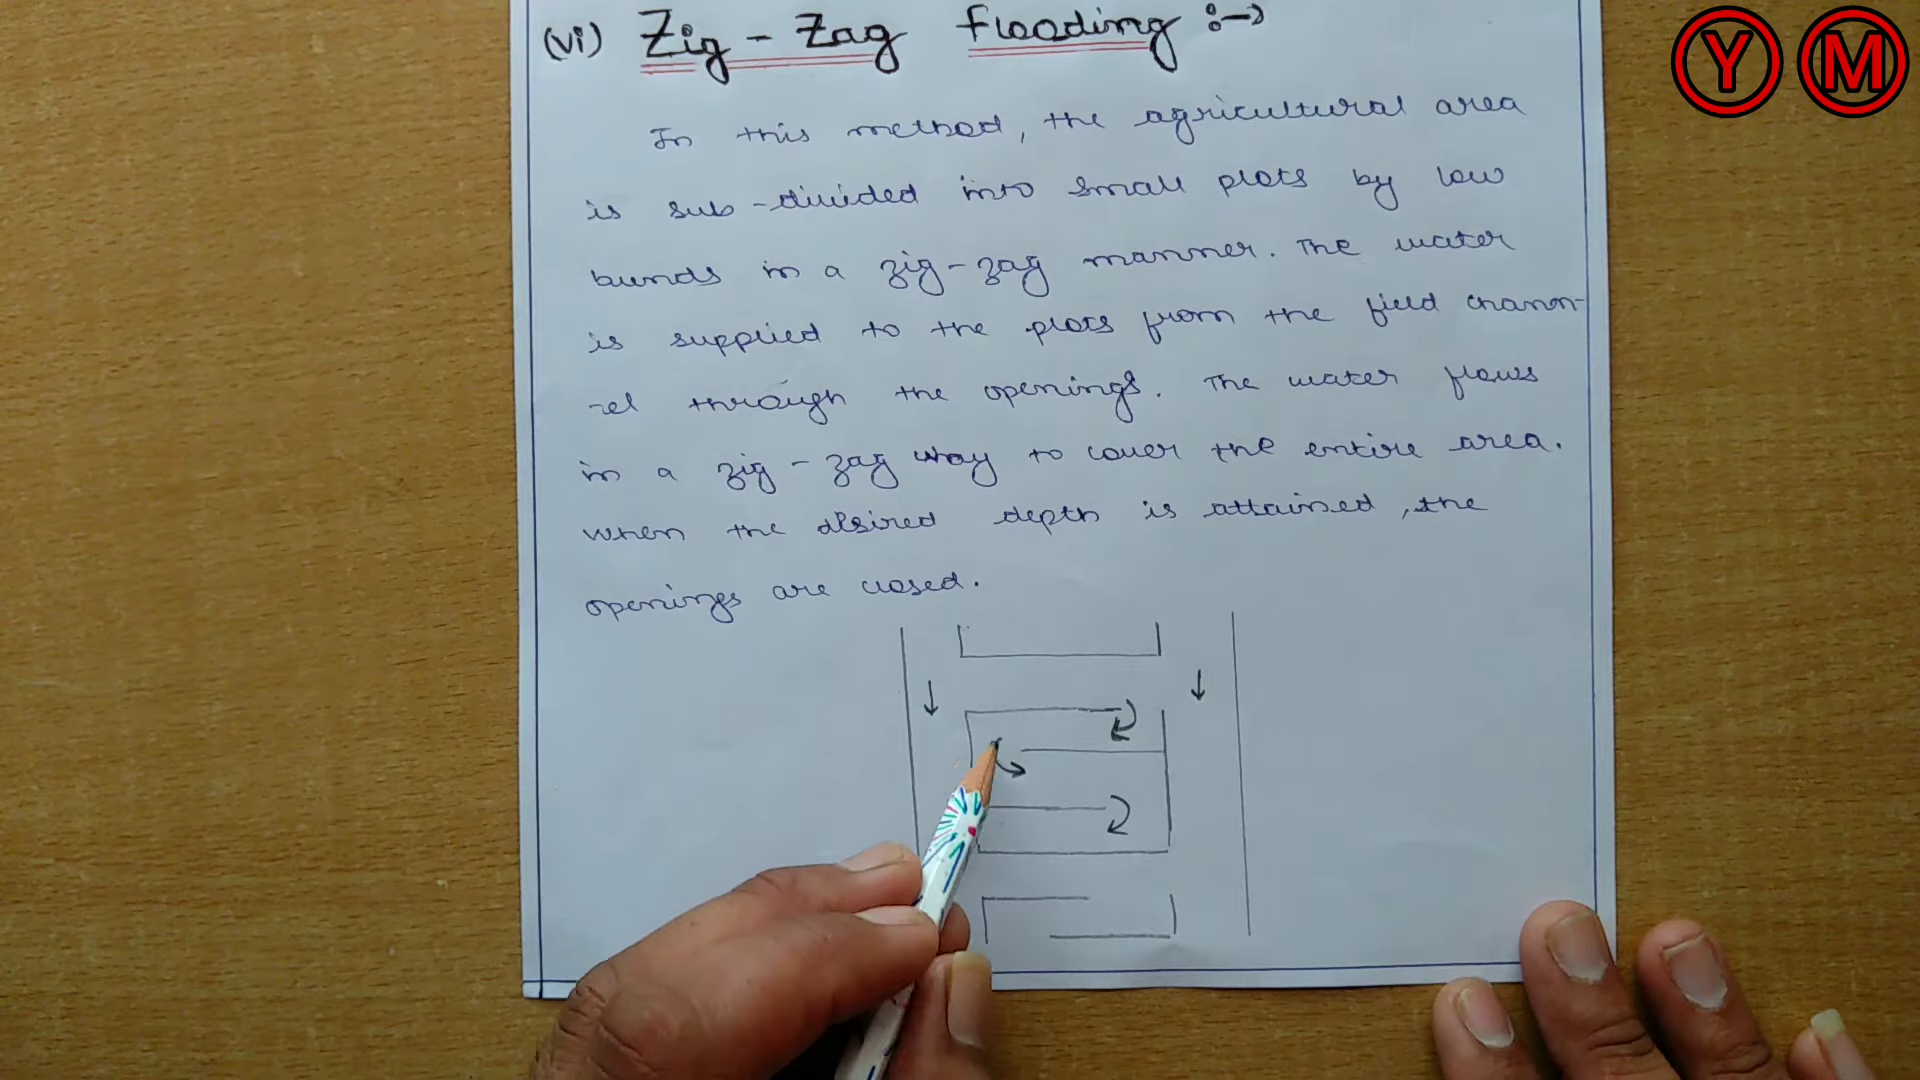 (vi) Zig - Zag flooding :→
Y M
In this method, the agricultural area
is sub-divided into small plots by low
bunds in a zig-zag manner. The water
is supplied to the plots from the field chann-
-el through the openings. The water flows
in a zig-zag way to cover the entire area.
when the desired depth is attained, the
openings are closed.